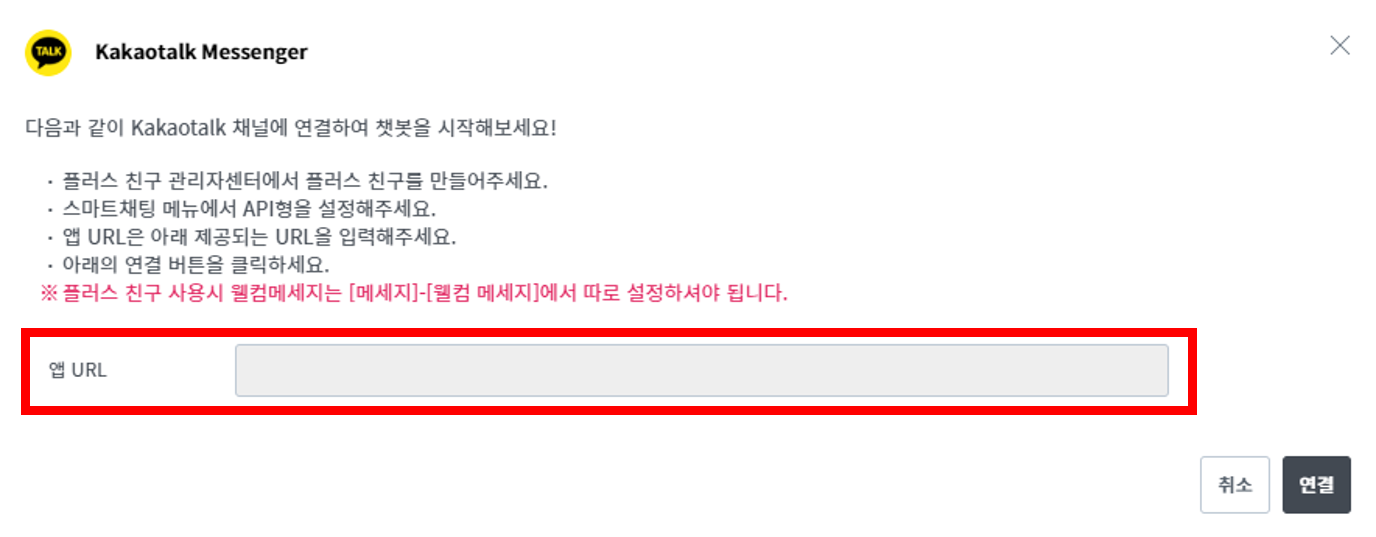 TALK
Kakaotalk Messenger
다음과 같이 Kakaotalk 채널에 연결하여 챗봇을 시작해보세요!
· 플러스 친구 관리자센터에서 플러스 친구를 만들어주세요.
· 스마트채팅 메뉴에서 API형을 설정해주세요.
· 앱 URL은 아래 제공되는 URL을 입력해주세요.
· 아래의 연결 버튼을 클릭하세요.
※ 플러스 친구 사용시 웰컴메세지는 [메세지]-[웰컴 메세지]에서 따로 설정하셔야 됩니다.
앱 URL
취소
연결